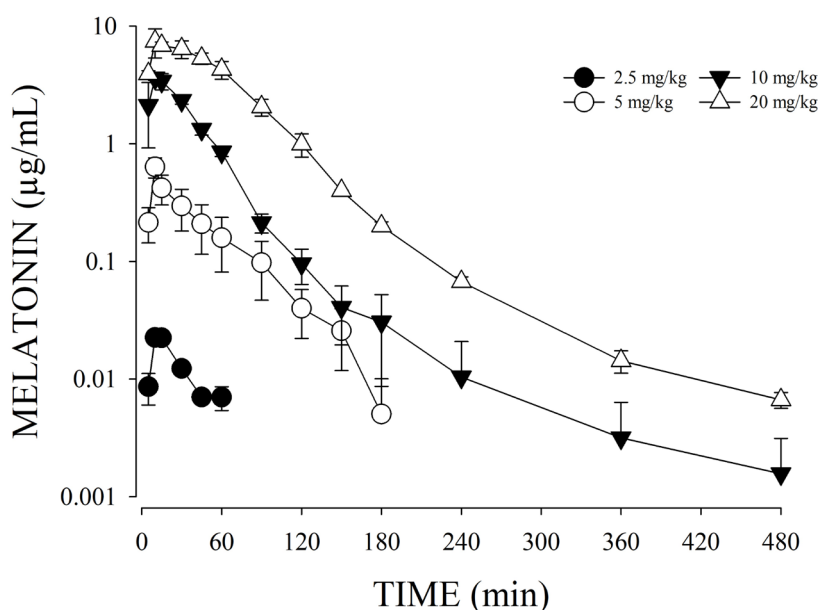 10
1
0.1
0.01
0.001
MELATONIN (µg/mL)
2.5 mg/kg
5 mg/kg
10 mg/kg
20 mg/kg
0 60 120 180 240 300 360 420 480
TIME (min)